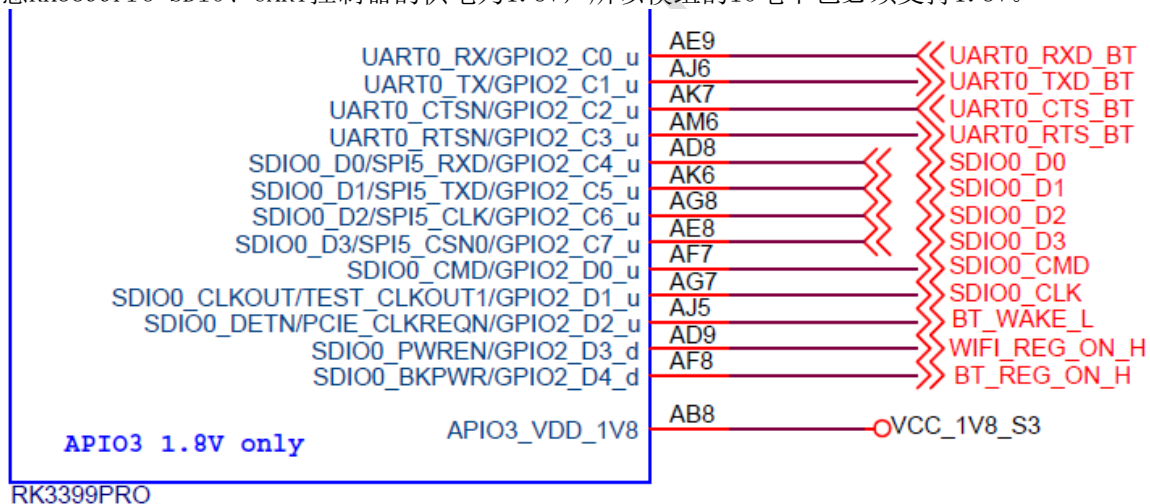 UART0_RX/GPIO2_C0_u AE9 UART0_RXD_BT
UART0_TX/GPIO2_C1_u AJ6 UART0_TXD_BT
UART0_CTSN/GPIO2_C2_u AK7 UART0_CTS_BT
UART0_RTSN/GPIO2_C3_u AM6 UART0_RTS_BT
SDIO0_D0/SPI5_RXD/GPIO2_C4_u AD8 SDIO0_D0
SDIO0_D1/SPI5_TXD/GPIO2_C5_u AK6 SDIO0_D1
SDIO0_D2/SPI5_CLK/GPIO2_C6_u AG8 SDIO0_D2
SDIO0_D3/SPI5_CSN0/GPIO2_C7_u AE8 SDIO0_D3
SDIO0_CMD/GPIO2_D0_u AF7 SDIO0_CMD
SDIO0_CLKOUT/TEST_CLKOUT1/GPIO2_D1_u AG7 SDIO0_CLK
SDIO0_DETN/PCIE_CLKREQN/GPIO2_D2_u AJ5 BT_WAKE_L
SDIO0_PWREN/GPIO2_D3_d AD9 WIFI_REG_ON_H
SDIO0_BKPWR/GPIO2_D4_d AF8 BT_REG_ON_H
APIO3_VDD_1V8 AB8 VCC_1V8_S3
APIO3 1.8V only
RK3399PRO